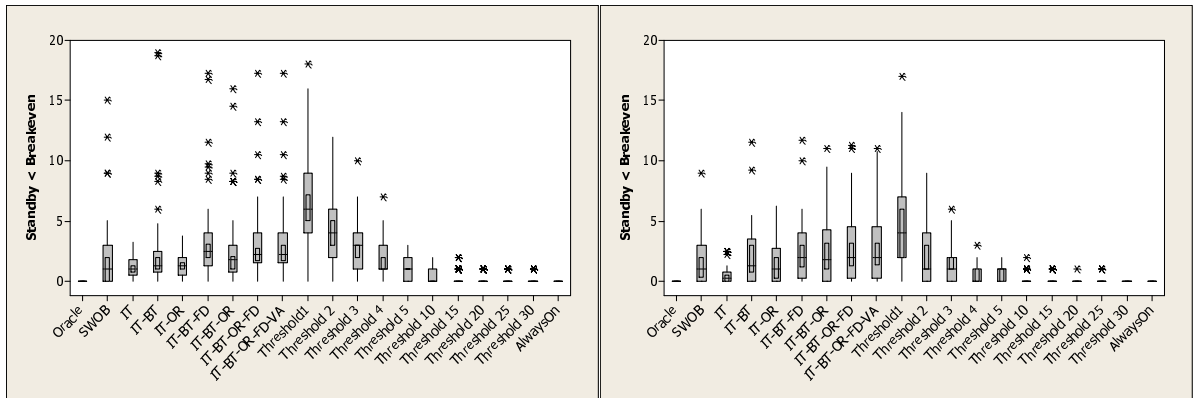 20
15
10
5
0
Standby < Breakeven
Oracle
SWOB
IT
IT-BT
IT-OR
IT-BT-FD
IT-BT-OR
IT-BT-OR-FD
IT-BT-OR-FD-VA
Threshold1
Threshold 2
Threshold 3
Threshold 4
Threshold 5
Threshold 10
Threshold 15
Threshold 20
Threshold 25
Threshold 30
AlwaysOn
20
15
10
5
0
Standby < Breakeven
Oracle
SWOB
IT
IT-BT
IT-OR
IT-BT-FD
IT-BT-OR
IT-BT-OR-FD
IT-BT-OR-FD-VA
Threshold1
Threshold 2
Threshold 3
Threshold 4
Threshold 5
Threshold 10
Threshold 15
Threshold 20
Threshold 25
Threshold 30
AlwaysOn